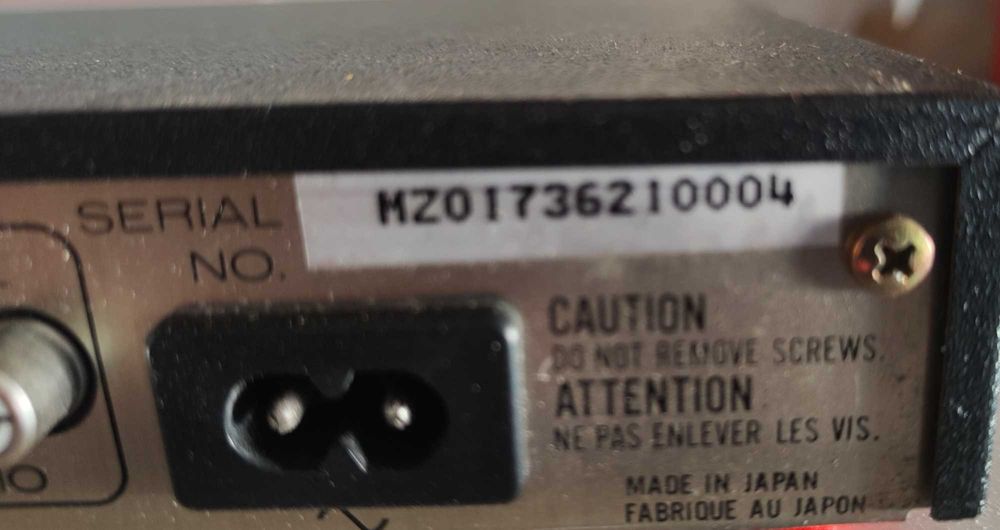 SERIAL
NO.
MZ01736210004
CAUTION
DO NOT REMOVE SCREWS.
ATTENTION
NE PAS ENLEVER LES VIS.
MADE IN JAPAN
FABRIQUE AU JAPON